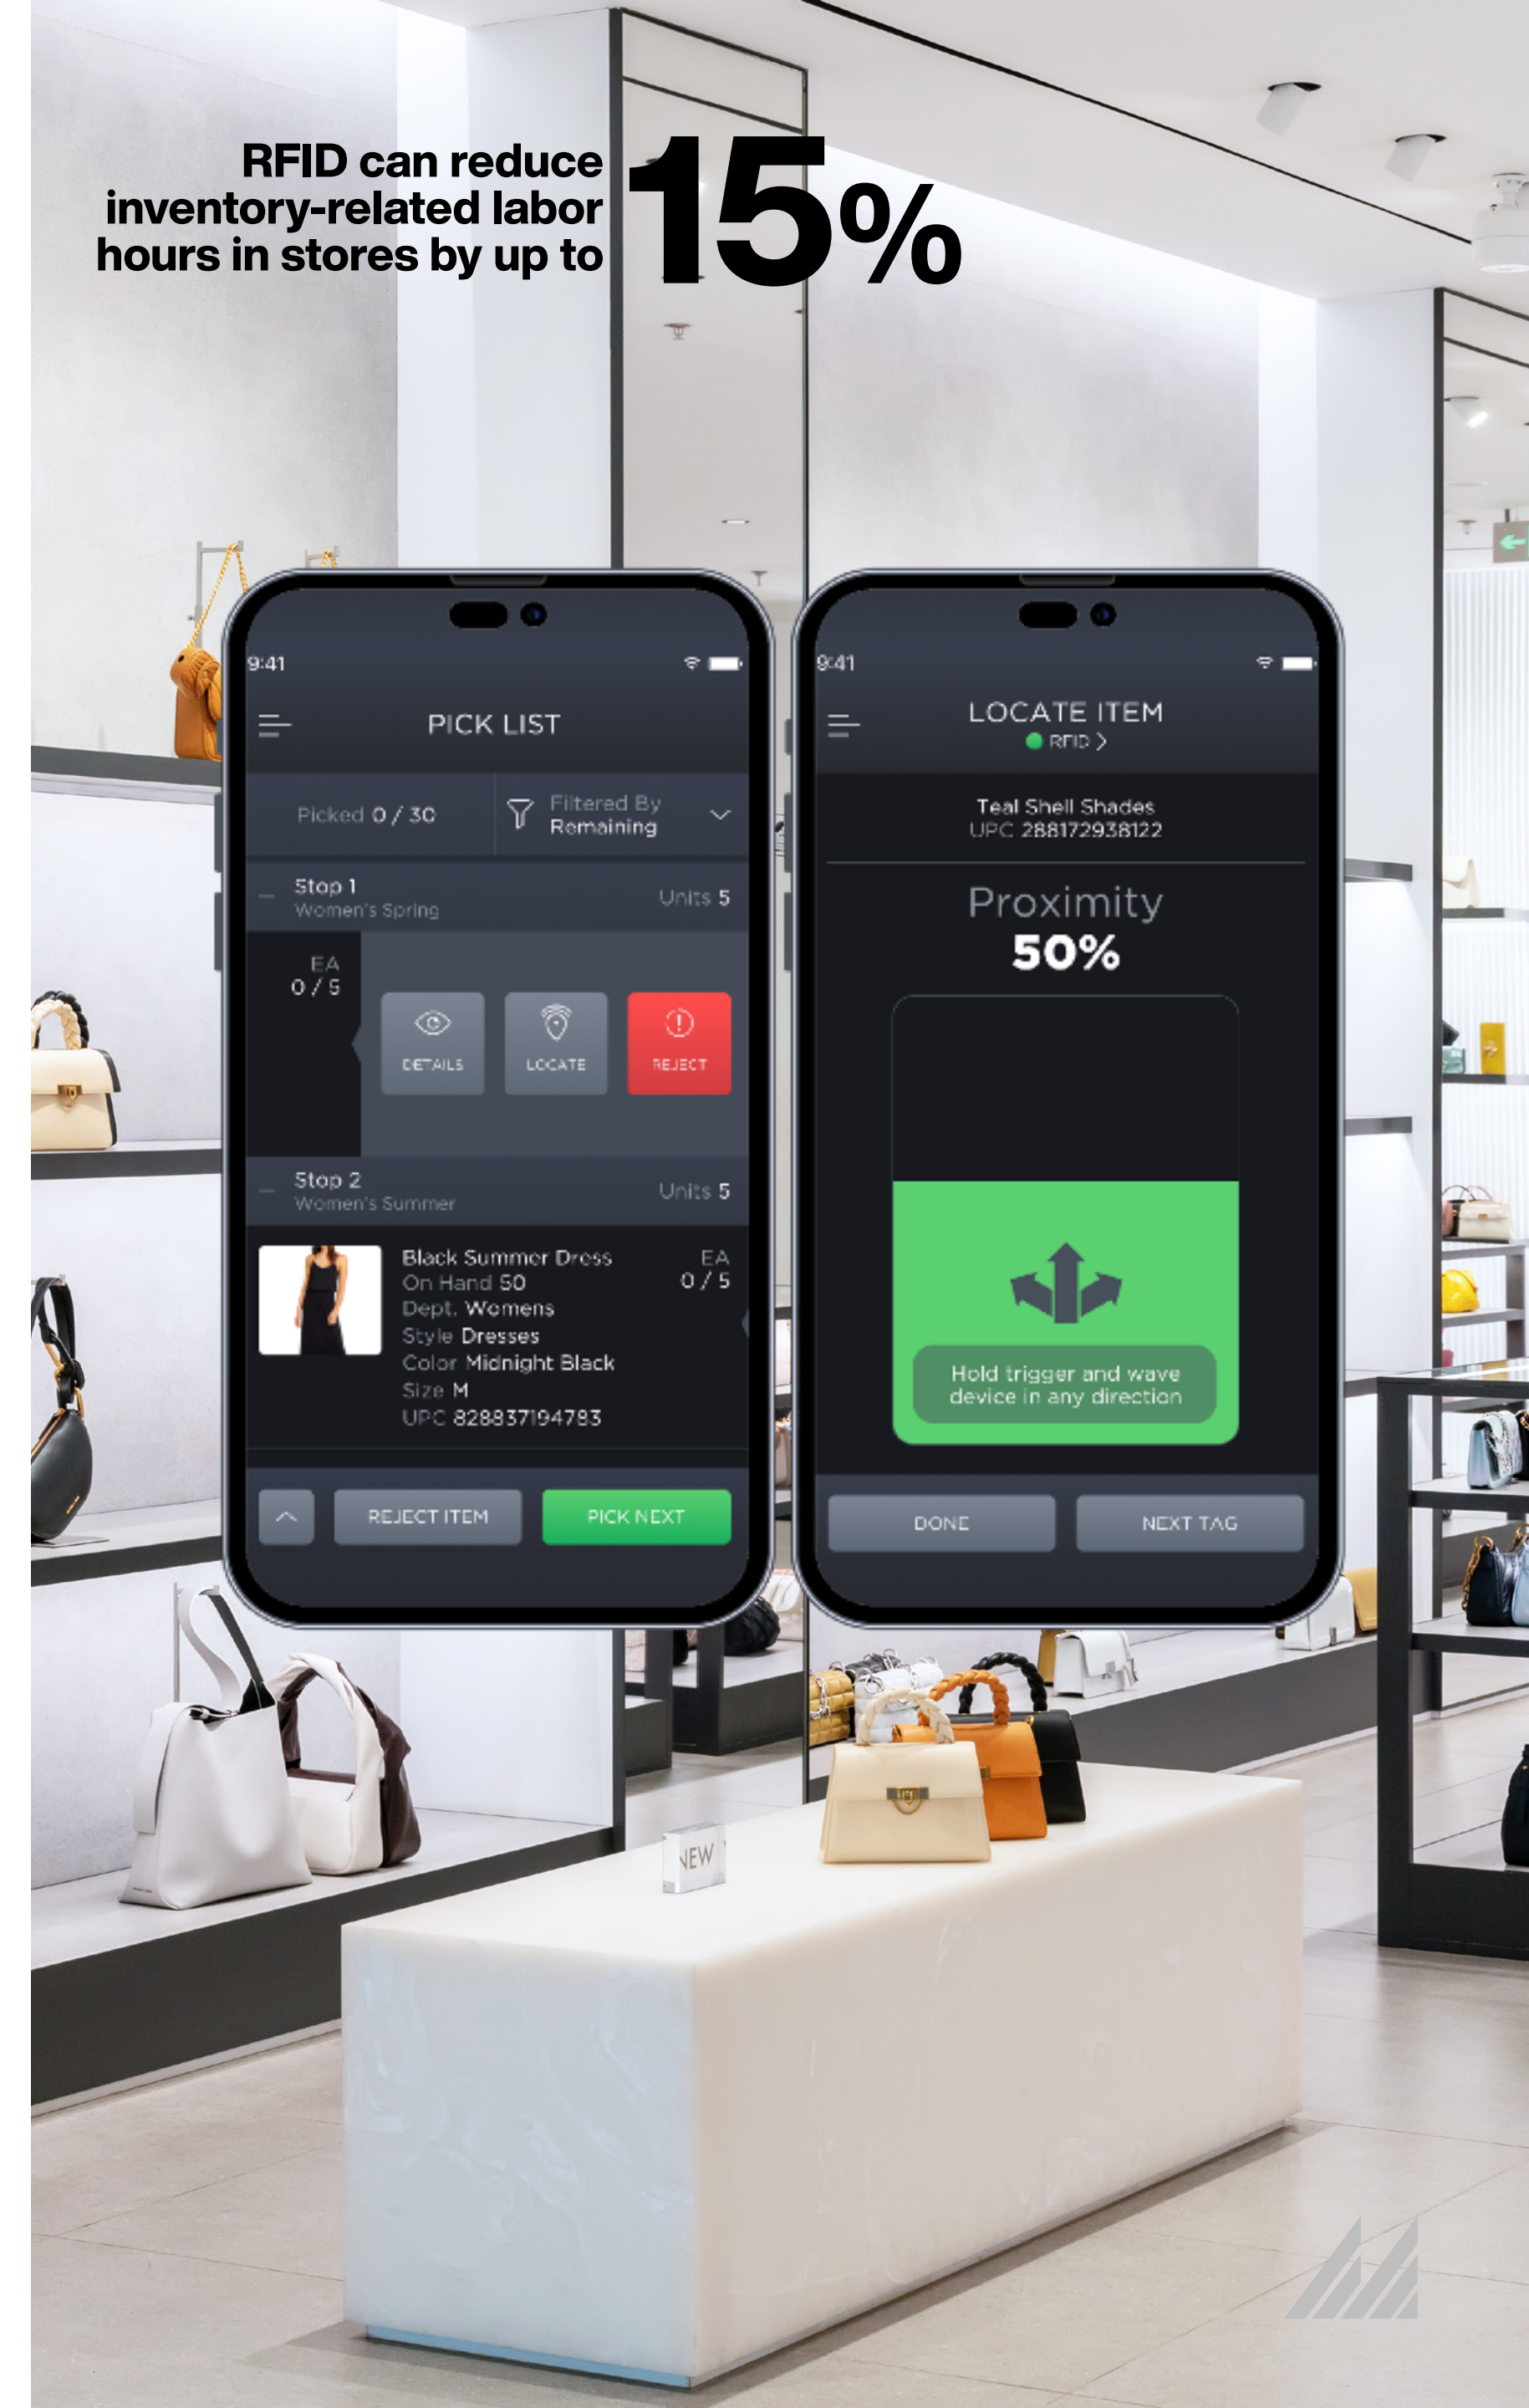 RFID can reduce
inventory-related labor
hours in stores by up to
15%
9:41
PICK LIST
Picked 0 / 30
Filtered By
Remaining
Stop 1
Women's Spring
Units 5
EA
0 / 5
DETAILS
LOCATE
REJECT
Stop 2
Women's Summer
Units 5
Black Summer Dress
On Hand 50
Dept. Womens
Style Dresses
Color Midnight Black
Size M
UPC 828837194783
EA
0 / 5
REJECT ITEM
PICK NEXT
9:41
LOCATE ITEM
RFID
Teal Shell Shades
UPC 288172938122
Proximity
50%
Hold trigger and wave
device in any direction
DONE
NEXT TAG
NEW